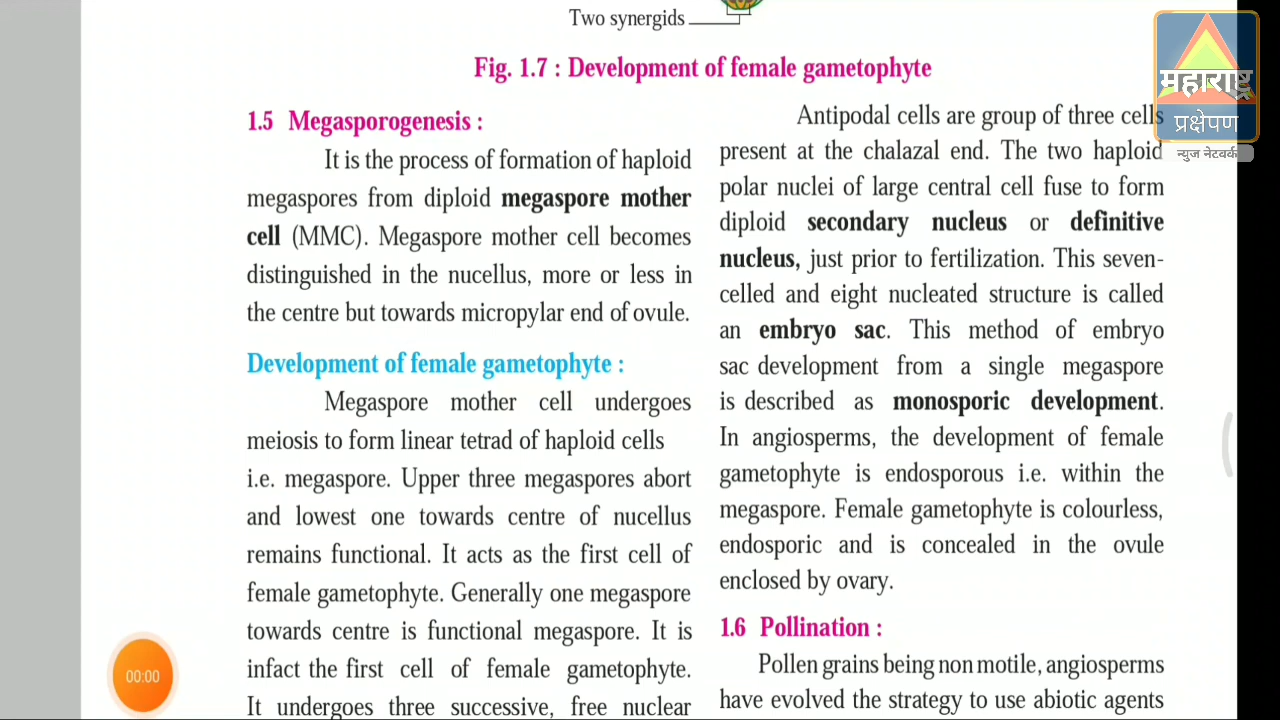 Two synergids
Fig. 1.7 : Development of female gametophyte
1.5 Megasporogenesis :
It is the process of formation of haploid
megaspores from diploid megaspore mother
cell (MMC). Megaspore mother cell becomes
distinguished in the nucellus, more or less in
the centre but towards micropylar end of ovule.
Development of female gametophyte :
Megaspore mother cell undergoes
meiosis to form linear tetrad of haploid cells
i.e. megaspore. Upper three megaspores abort
and lowest one towards centre of nucellus
remains functional. It acts as the first cell of
female gametophyte. Generally one megaspore
towards centre is functional megaspore. It is
infact the first cell of female gametophyte.
It undergoes three successive, free nuclear
Antipodal cells are group of three cells
present at the chalazal end. The two haploid
polar nuclei of large central cell fuse to form
diploid secondary nucleus or definitive
nucleus, just prior to fertilization. This seven-
celled and eight nucleated structure is called
an embryo sac. This method of embryo
sac development from a single megaspore
is described as monosporic development.
In angiosperms, the development of female
gametophyte is endosporous i.e. within the
megaspore. Female gametophyte is colourless,
endosporic and is concealed in the ovule
enclosed by ovary.
1.6 Pollination :
Pollen grains being non motile, angiosperms
have evolved the strategy to use abiotic agents
महाराष्ट्र
प्रक्षेपण
न्युज नेटवर्क
00:00